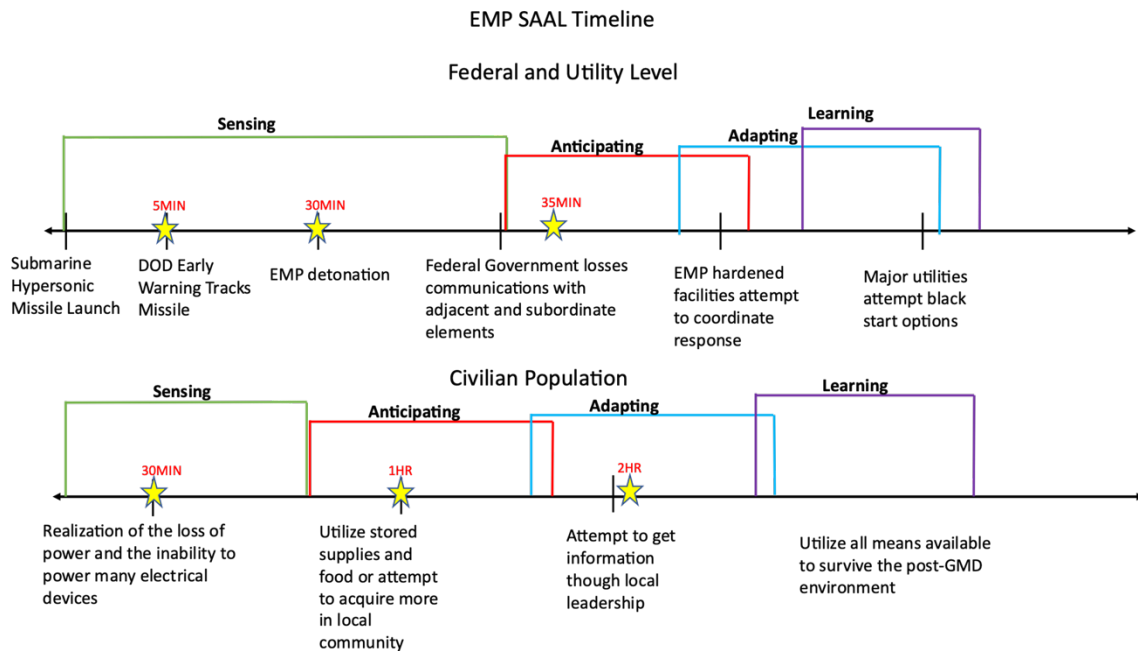 EMP SAAL Timeline
Federal and Utility Level
Sensing
Anticipating
Adapting
Learning
5MIN
30MIN
35MIN
Submarine
Hypersonic
Missile Launch
DOD Early
Warning Tracks
Missile
EMP detonation
Federal Government losses
communications with
adjacent and subordinate
elements
EMP hardened
facilities attempt
to coordinate
response
Major utilities
attempt black
start options
Civilian Population
Sensing
Anticipating
Adapting
Learning
30MIN
1HR
2HR
Realization of the loss of
power and the inability to
power many electrical
devices
Utilize stored
supplies and
food or attempt
to acquire more
in local
community
Attempt to get
information
though local
leadership
Utilize all means available
to survive the post-GMD
environment